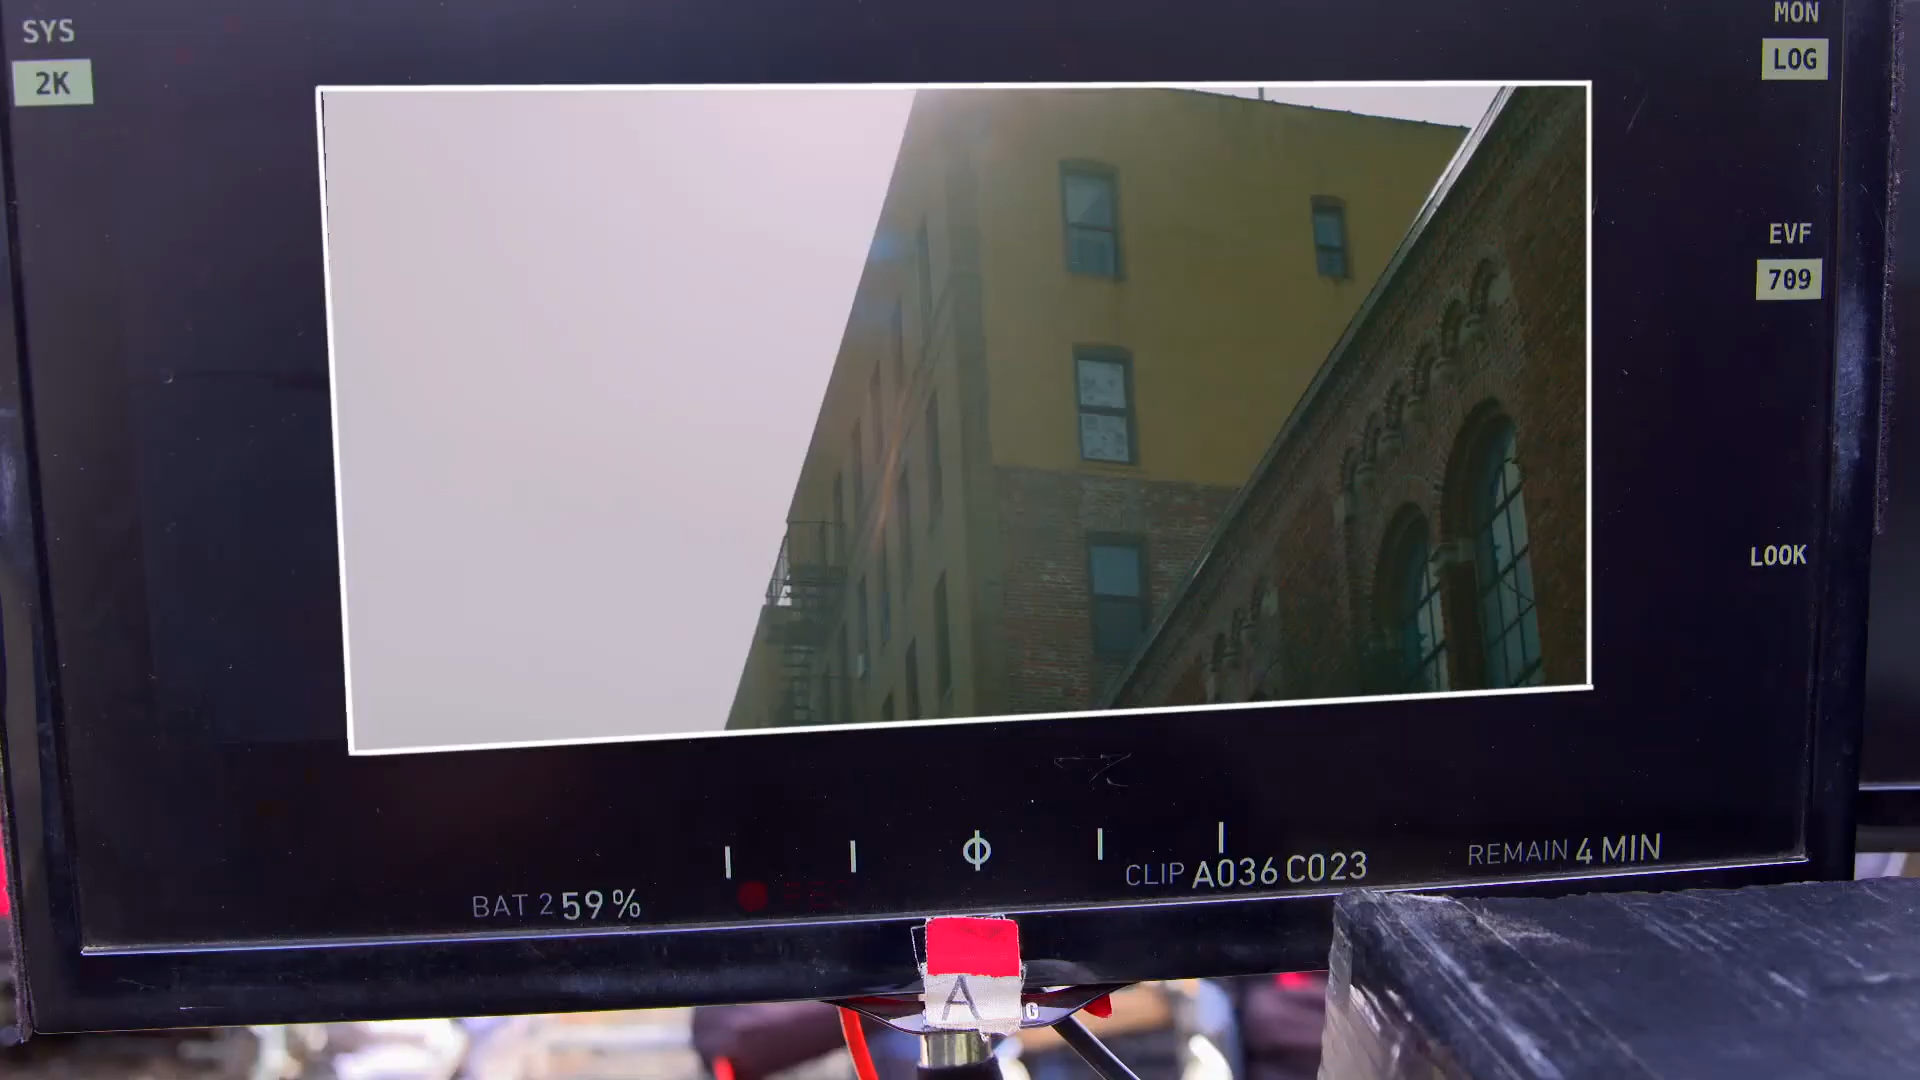 SYS
2K
MON
LOG
EVF
709
LOOK
BAT 2 59%
CLIP A036 C023
REMAIN 4 MIN
A
G